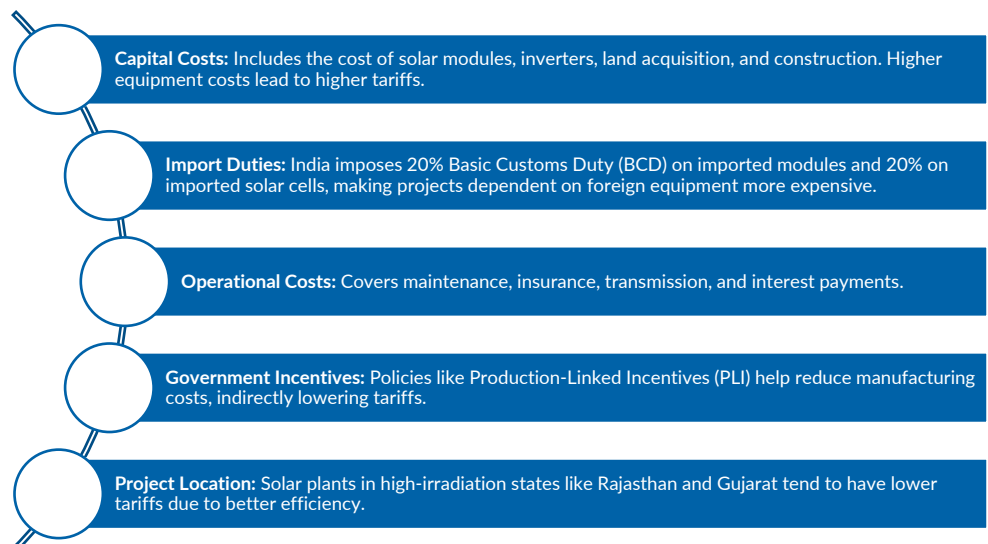 Capital Costs: Includes the cost of solar modules, inverters, land acquisition, and construction. Higher
equipment costs lead to higher tariffs.
Import Duties: India imposes 20% Basic Customs Duty (BCD) on imported modules and 20% on
imported solar cells, making projects dependent on foreign equipment more expensive.
Operational Costs: Covers maintenance, insurance, transmission, and interest payments.
Government Incentives: Policies like Production-Linked Incentives (PLI) help reduce manufacturing
costs, indirectly lowering tariffs.
Project Location: Solar plants in high-irradiation states like Rajasthan and Gujarat tend to have lower
tariffs due to better efficiency.